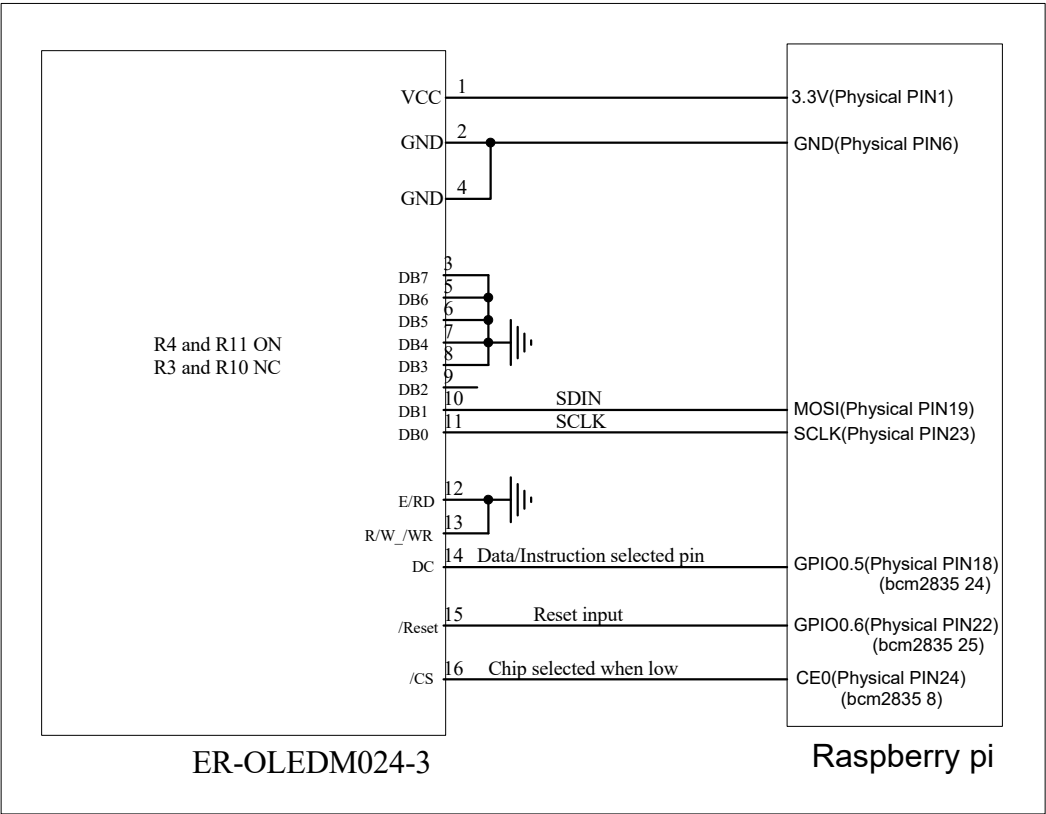 VCC 1 3.3V(Physical PIN1)
GND 2 GND(Physical PIN6)
GND 4
DB7 3
DB6 5
DB5 6
DB4 7
DB3 8
DB2 9
DB1 10 SDIN MOSI(Physical PIN19)
DB0 11 SCLK SCLK(Physical PIN23)
R4 and R11 ON
R3 and R10 NC
E/RD 12
R/W_/WR 13
DC 14 Data/Instruction selected pin GPIO0.5(Physical PIN18)
(bcm2835 24)
/Reset 15 Reset input GPIO0.6(Physical PIN22)
(bcm2835 25)
/CS 16 Chip selected when low CE0(Physical PIN24)
(bcm2835 8)
ER-OLEDM024-3
Raspberry pi